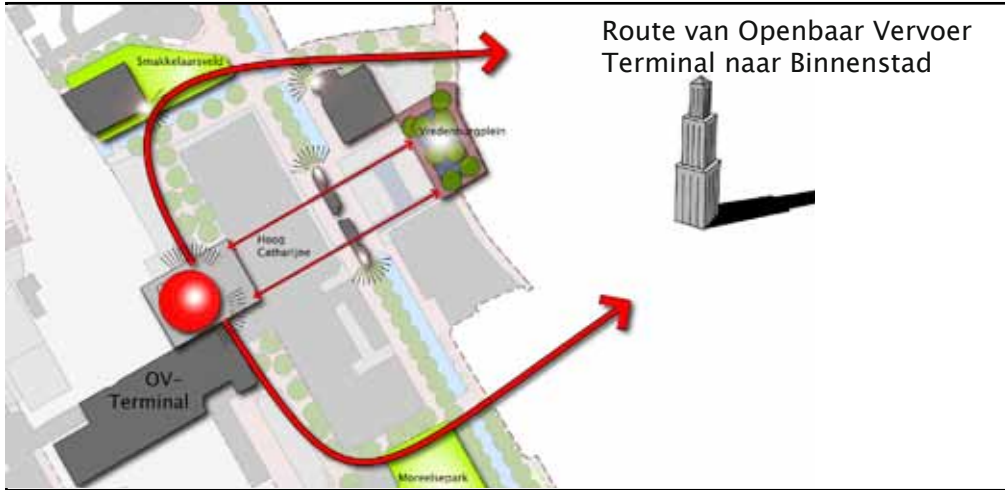 Route van Openbaar Vervoer
Terminal naar Binnenstad
Smakkelaarsveld
Vredenburgplein
Hoog
Catharijne
OV-
Terminal
Moreelsepark